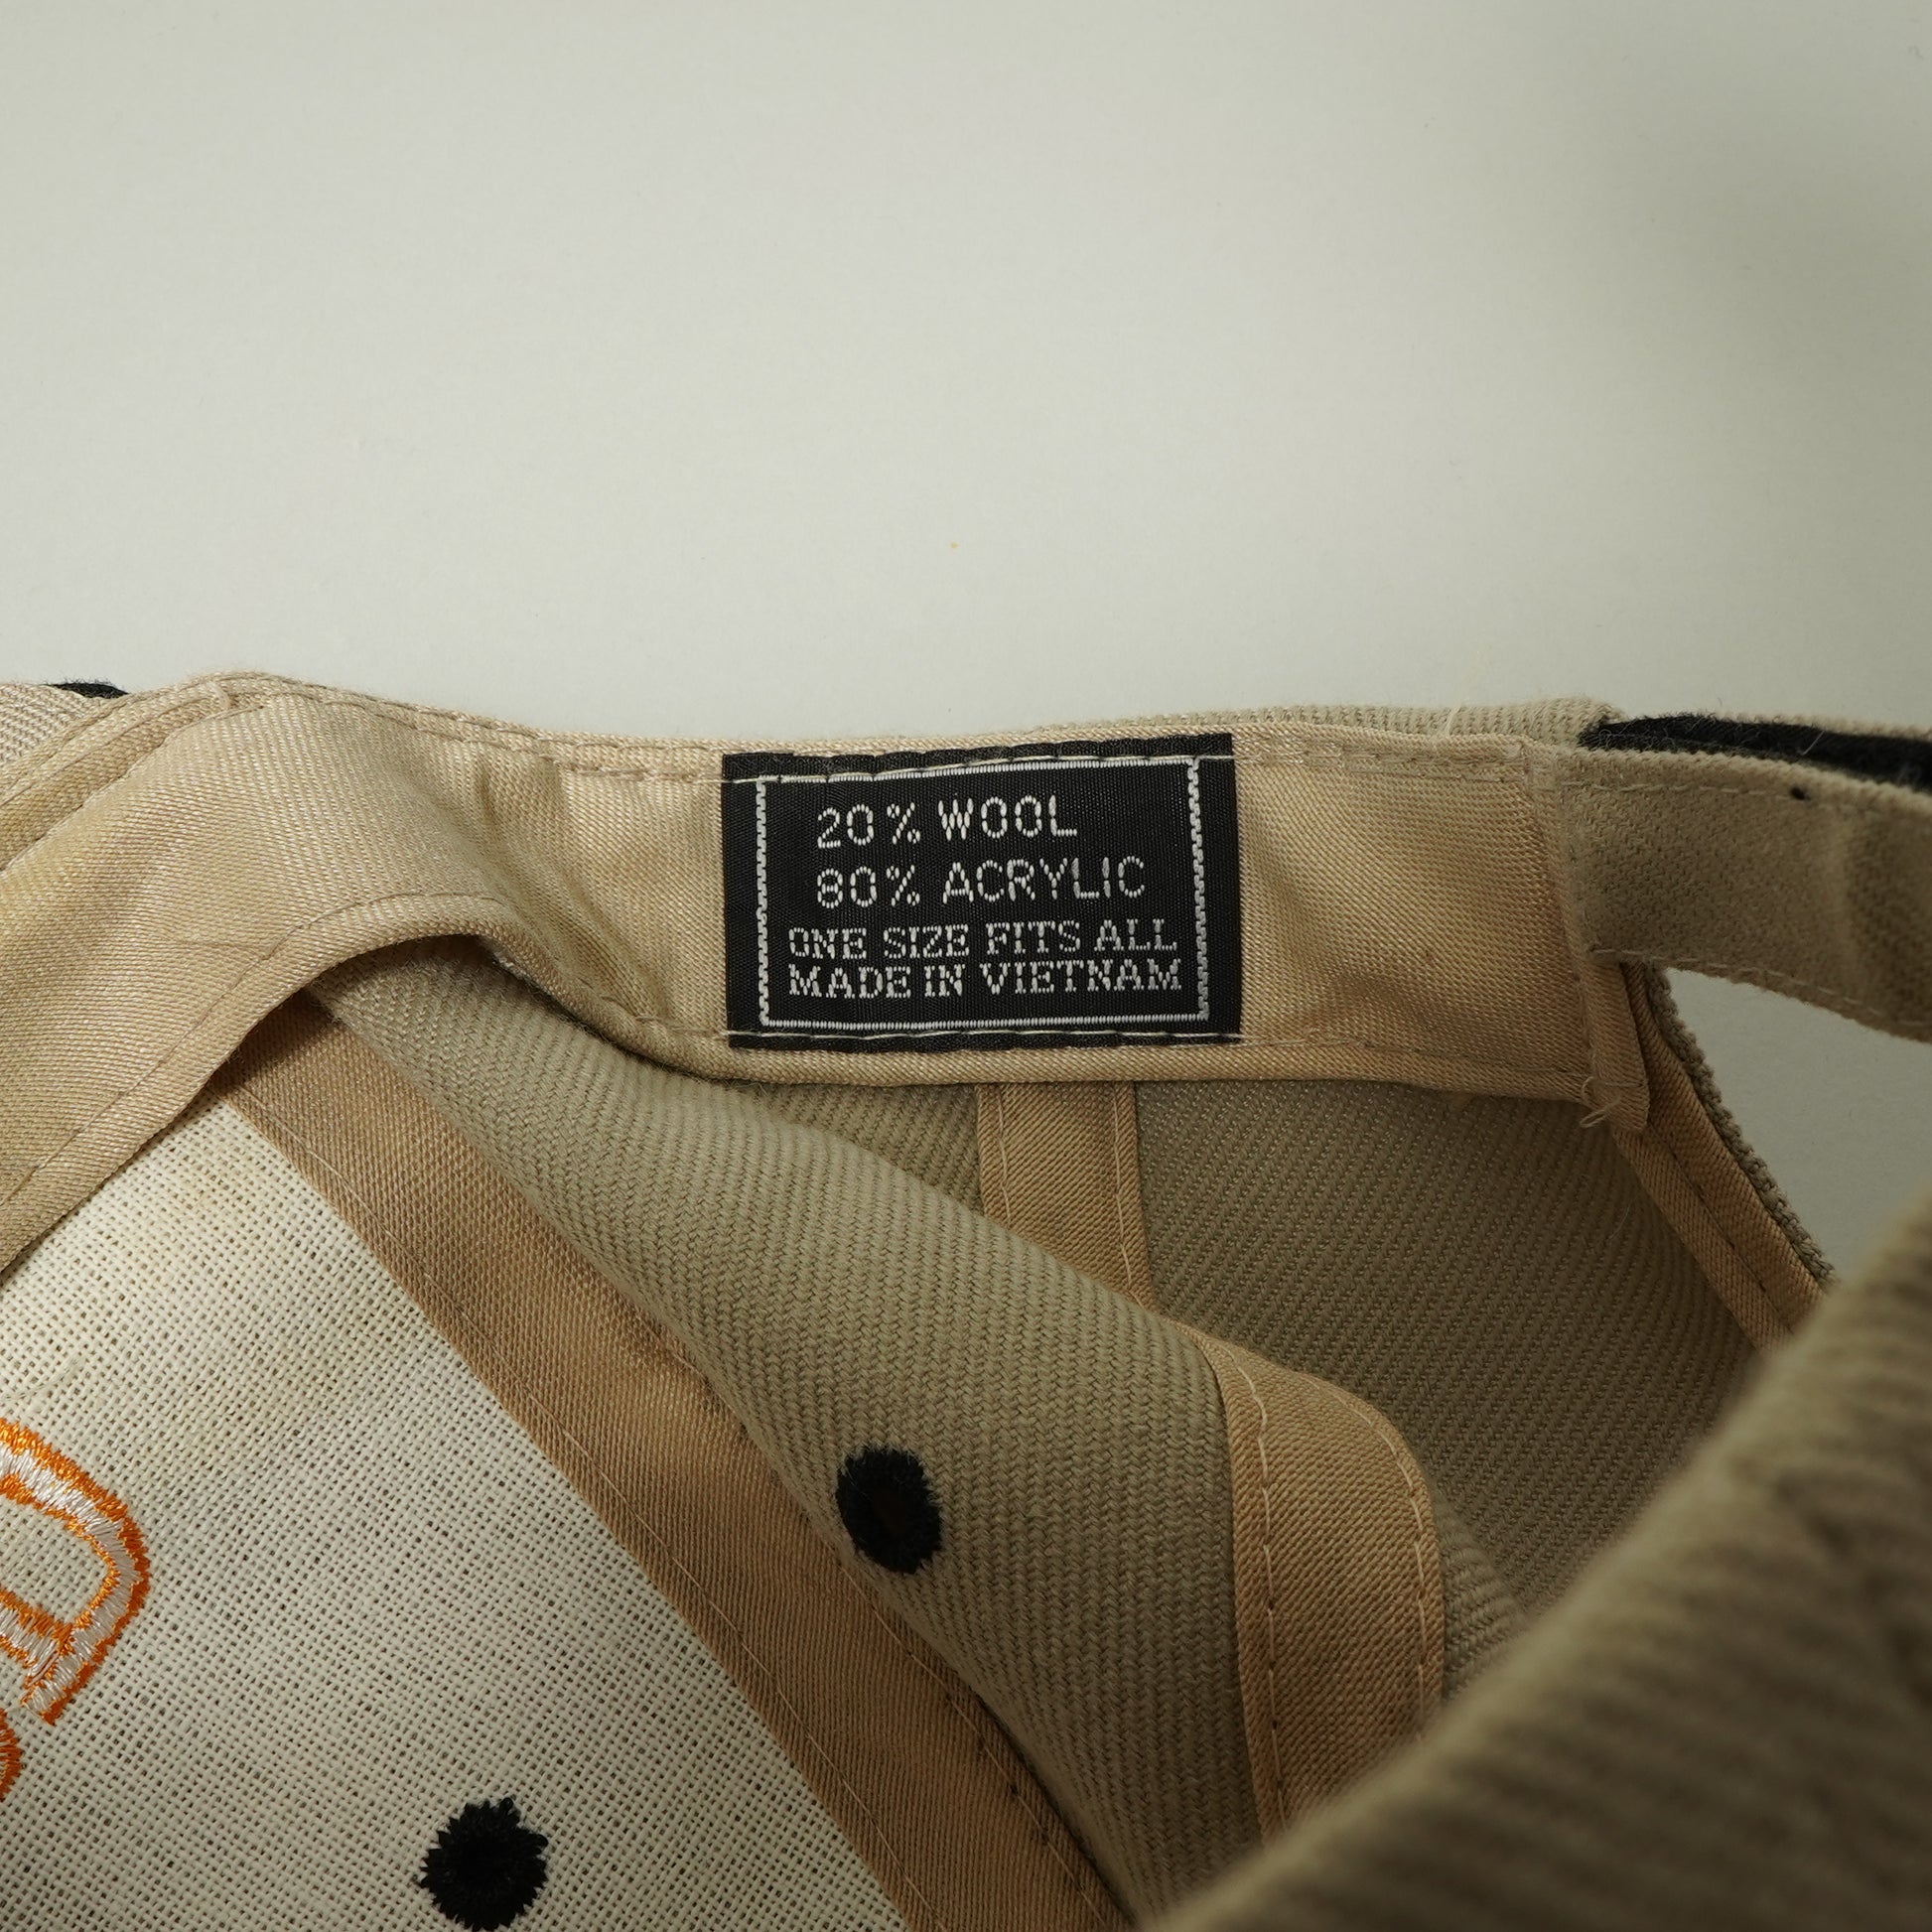 20% WOOL
80% ACRYLIC
ONE SIZE FITS ALL
MADE IN VIETNAM